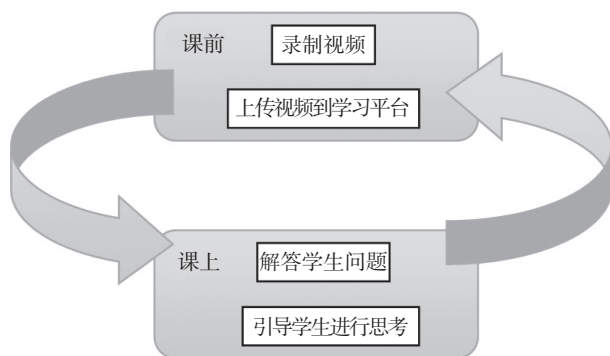 课前 录制视频
上传视频到学习平台
课上 解答学生问题
引导学生进行思考